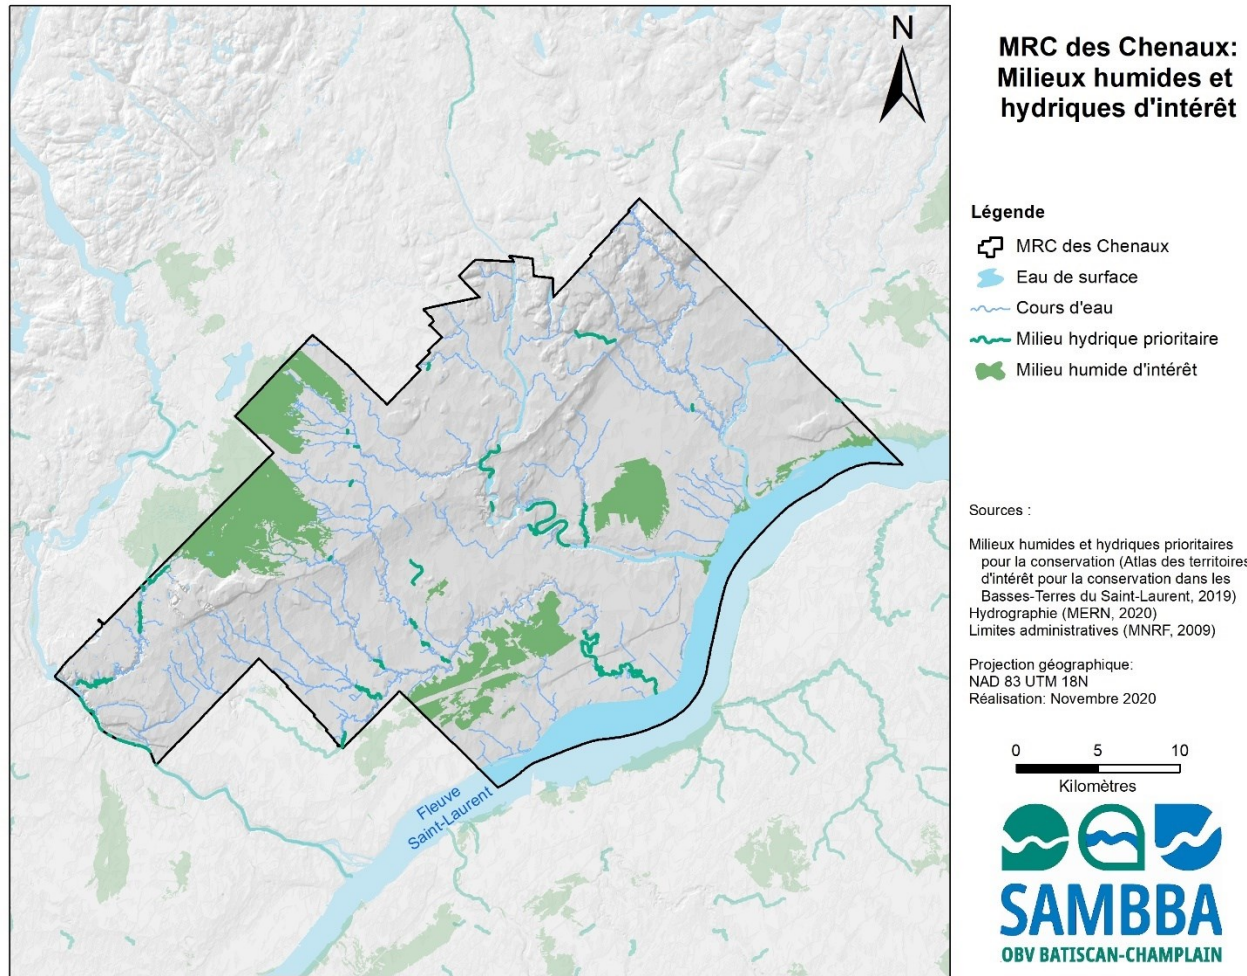 MRC des Chenaux:
Milieux humides et
hydriques d'intérêt
N
Légende
MRC des Chenaux
Eau de surface
Cours d'eau
Milieu hydrique prioritaire
Milieu humide d'intérêt
Sources :
Milieux humides et hydriques prioritaires
pour la conservation (Atlas des territoires
d'intérêt pour la conservation dans les
Basses-Terres du Saint-Laurent, 2019)
Hydrographie (MERN, 2020)
Limites administratives (MNRF, 2009)
Projection géographique:
NAD 83 UTM 18N
Réalisation: Novembre 2020
0 5 10
Kilomètres
Fleuve
Saint-Laurent
SAMBBA
OBV BATISCAN-CHAMPLAIN